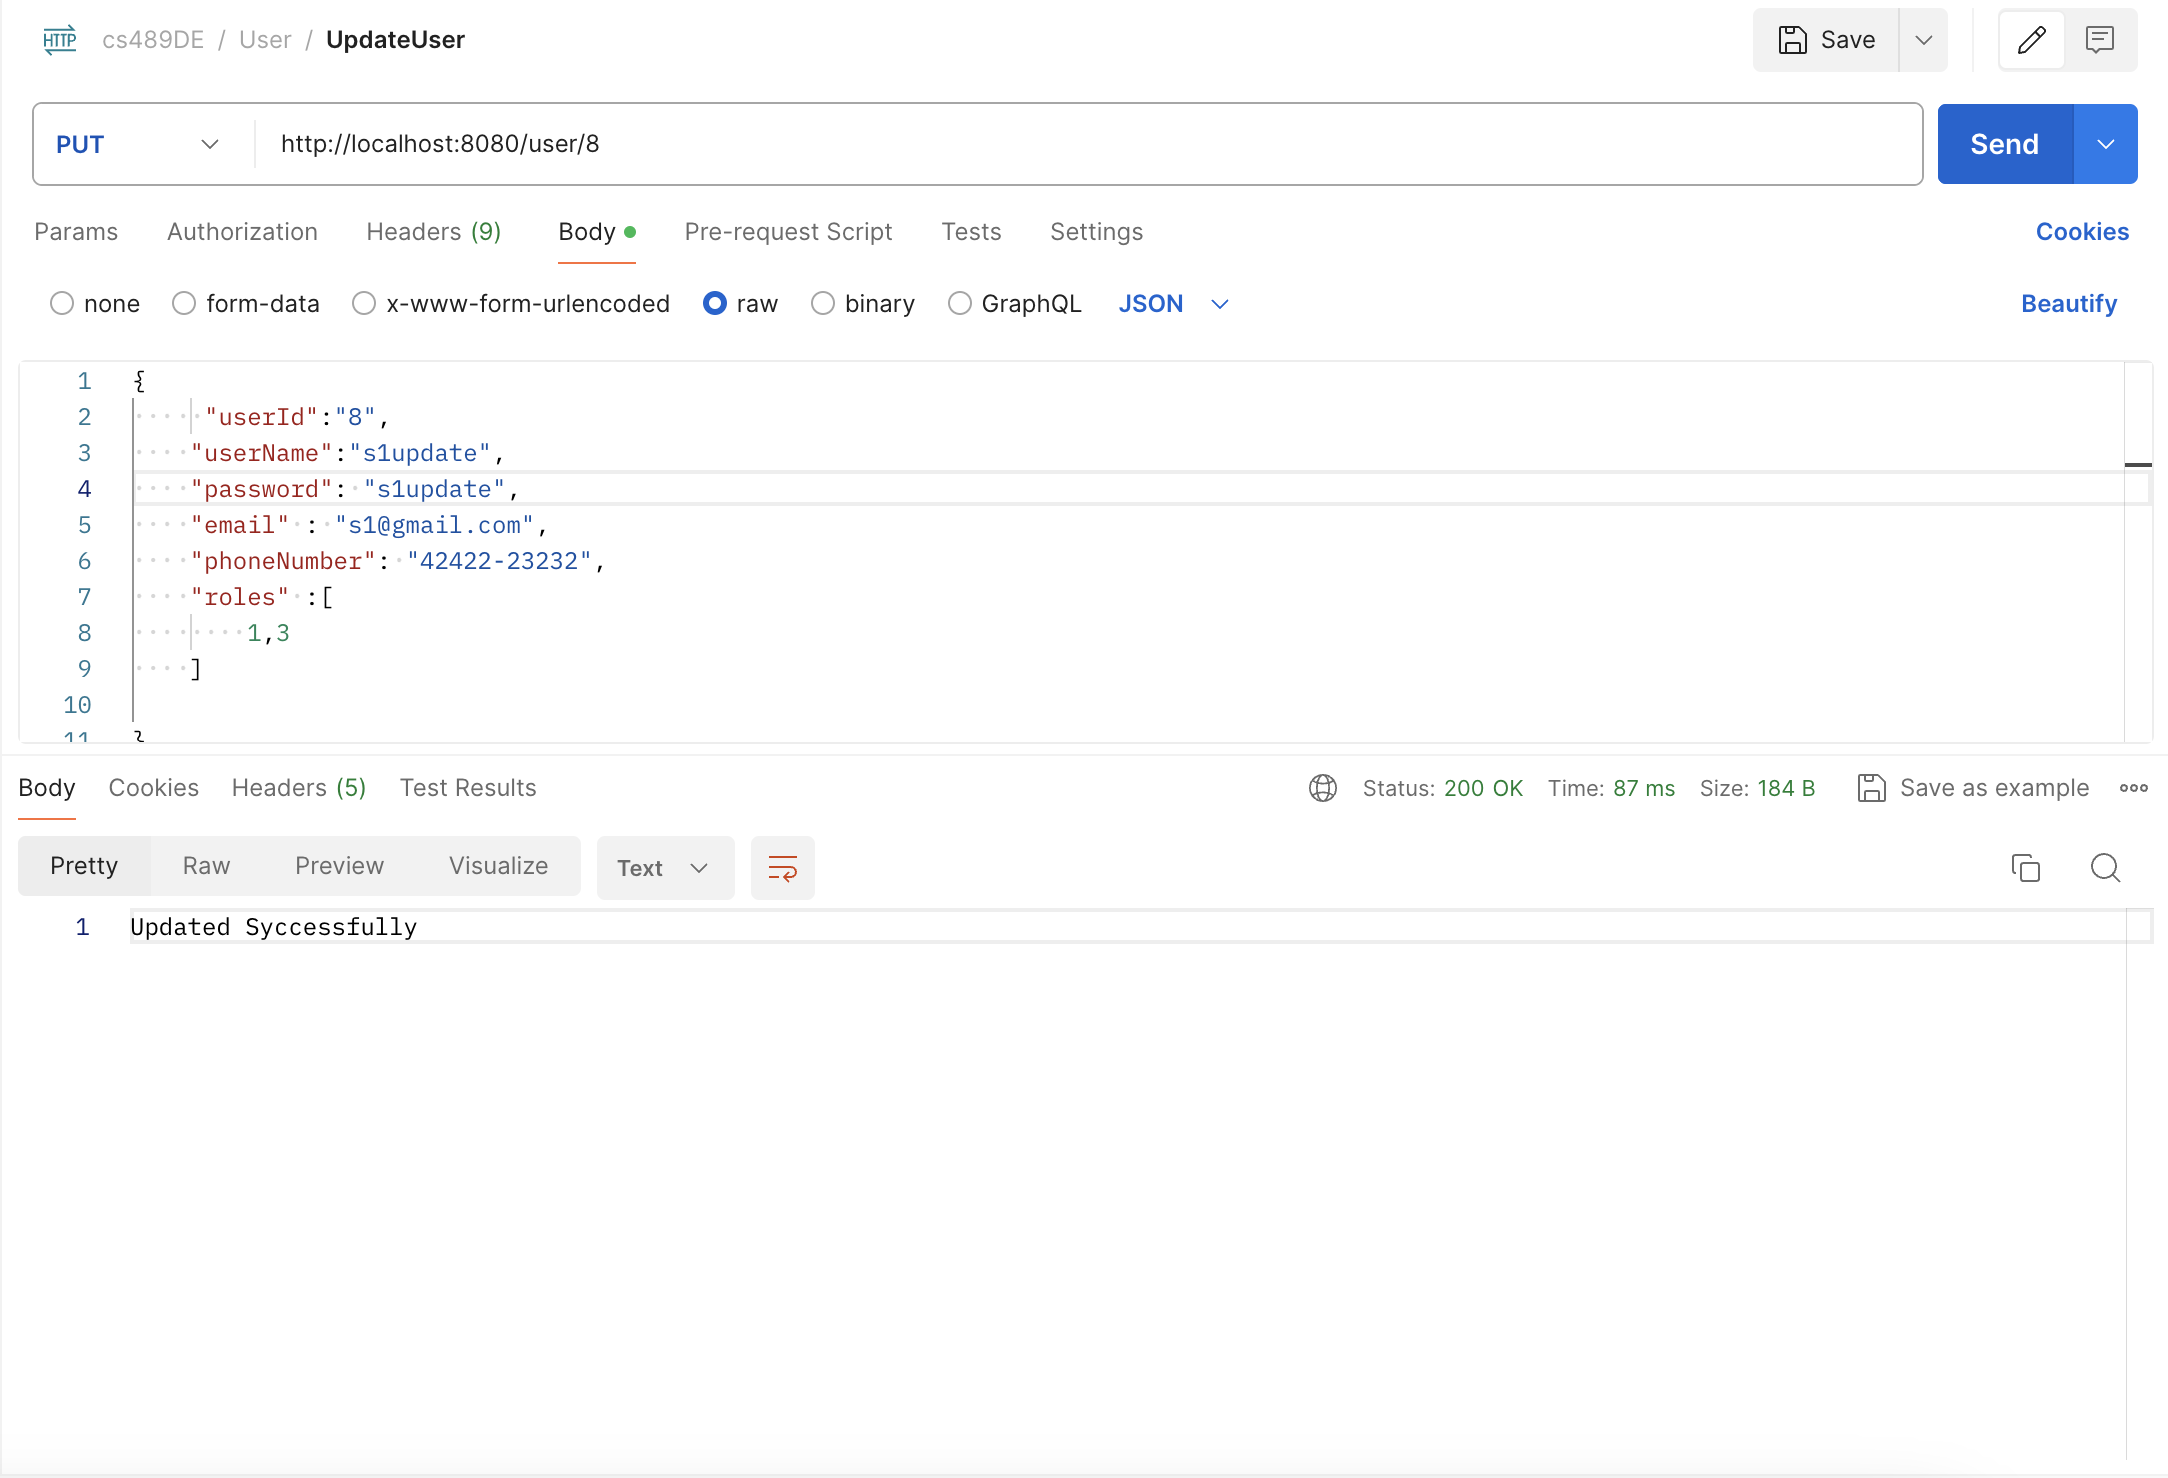 HTTP cs489DE / User / UpdateUser Save
PUT http://localhost:8080/user/8 Send
Params Authorization Headers (9) Body Pre-request Script Tests Settings Cookies
none form-data x-www-form-urlencoded raw binary GraphQL JSON Beautify
1 {
2 "userId":"8",
3 "userName":"s1update",
4 "password": "s1update",
5 "email" : "s1@gmail.com",
6 "phoneNumber": "42422-23232",
7 "roles" :[
8 1,3
9 ]
10
11 }
Body Cookies Headers (5) Test Results Status: 200 OK Time: 87 ms Size: 184 B Save as example
Pretty Raw Preview Visualize Text
1 Updated Syccessfully